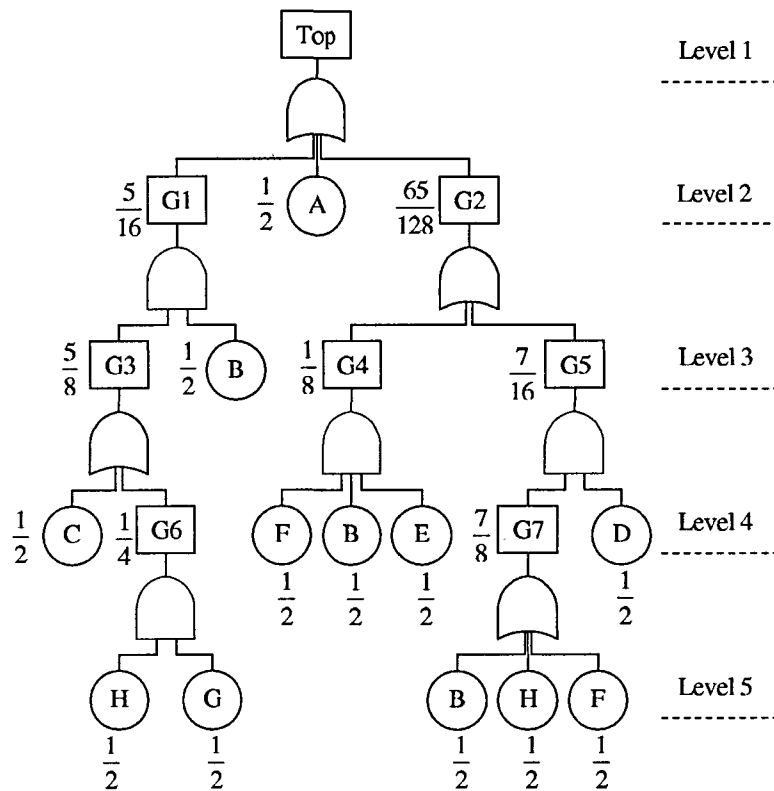 Top
Level 1
5/16 G1
1/2 A
65/128 G2
Level 2
5/8 G3
1/2 B
1/8 G4
7/16 G5
Level 3
1/2 C
1/4 G6
F 1/2
B 1/2
E 1/2
7/8 G7
D 1/2
Level 4
H 1/2
G 1/2
B 1/2
H 1/2
F 1/2
Level 5